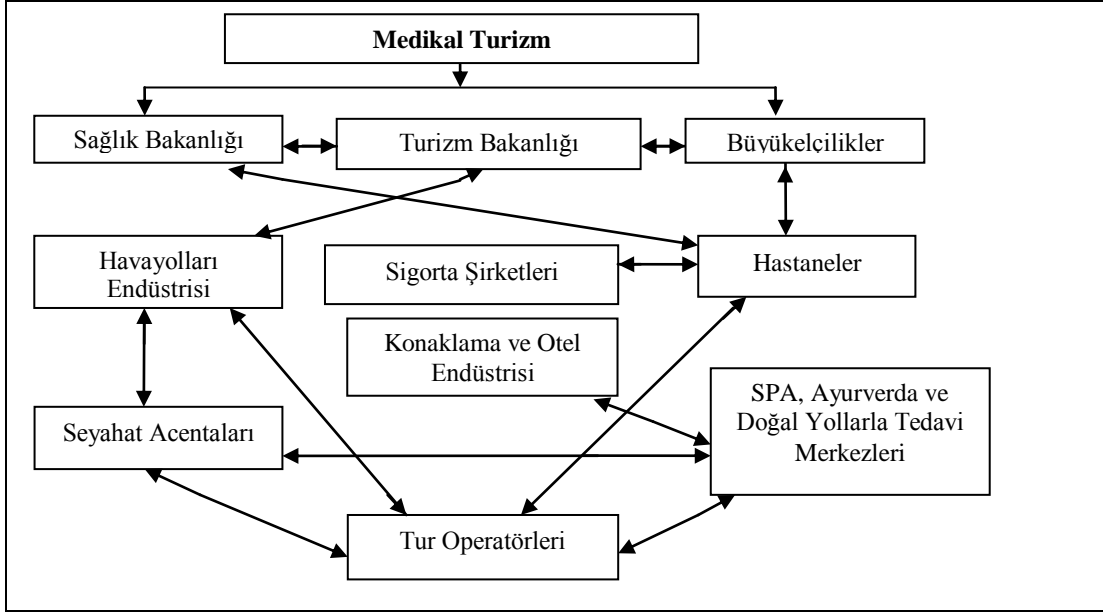 Medikal Turizm
Sağlık Bakanlığı
Turizm Bakanlığı
Büyükelçilikler
Havayolları
Endüstrisi
Sigorta Şirketleri
Hastaneler
Konaklama ve Otel
Endüstrisi
SPA, Ayurverda ve
Doğal Yollarla Tedavi
Merkezleri
Seyahat Acentaları
Tur Operatörleri